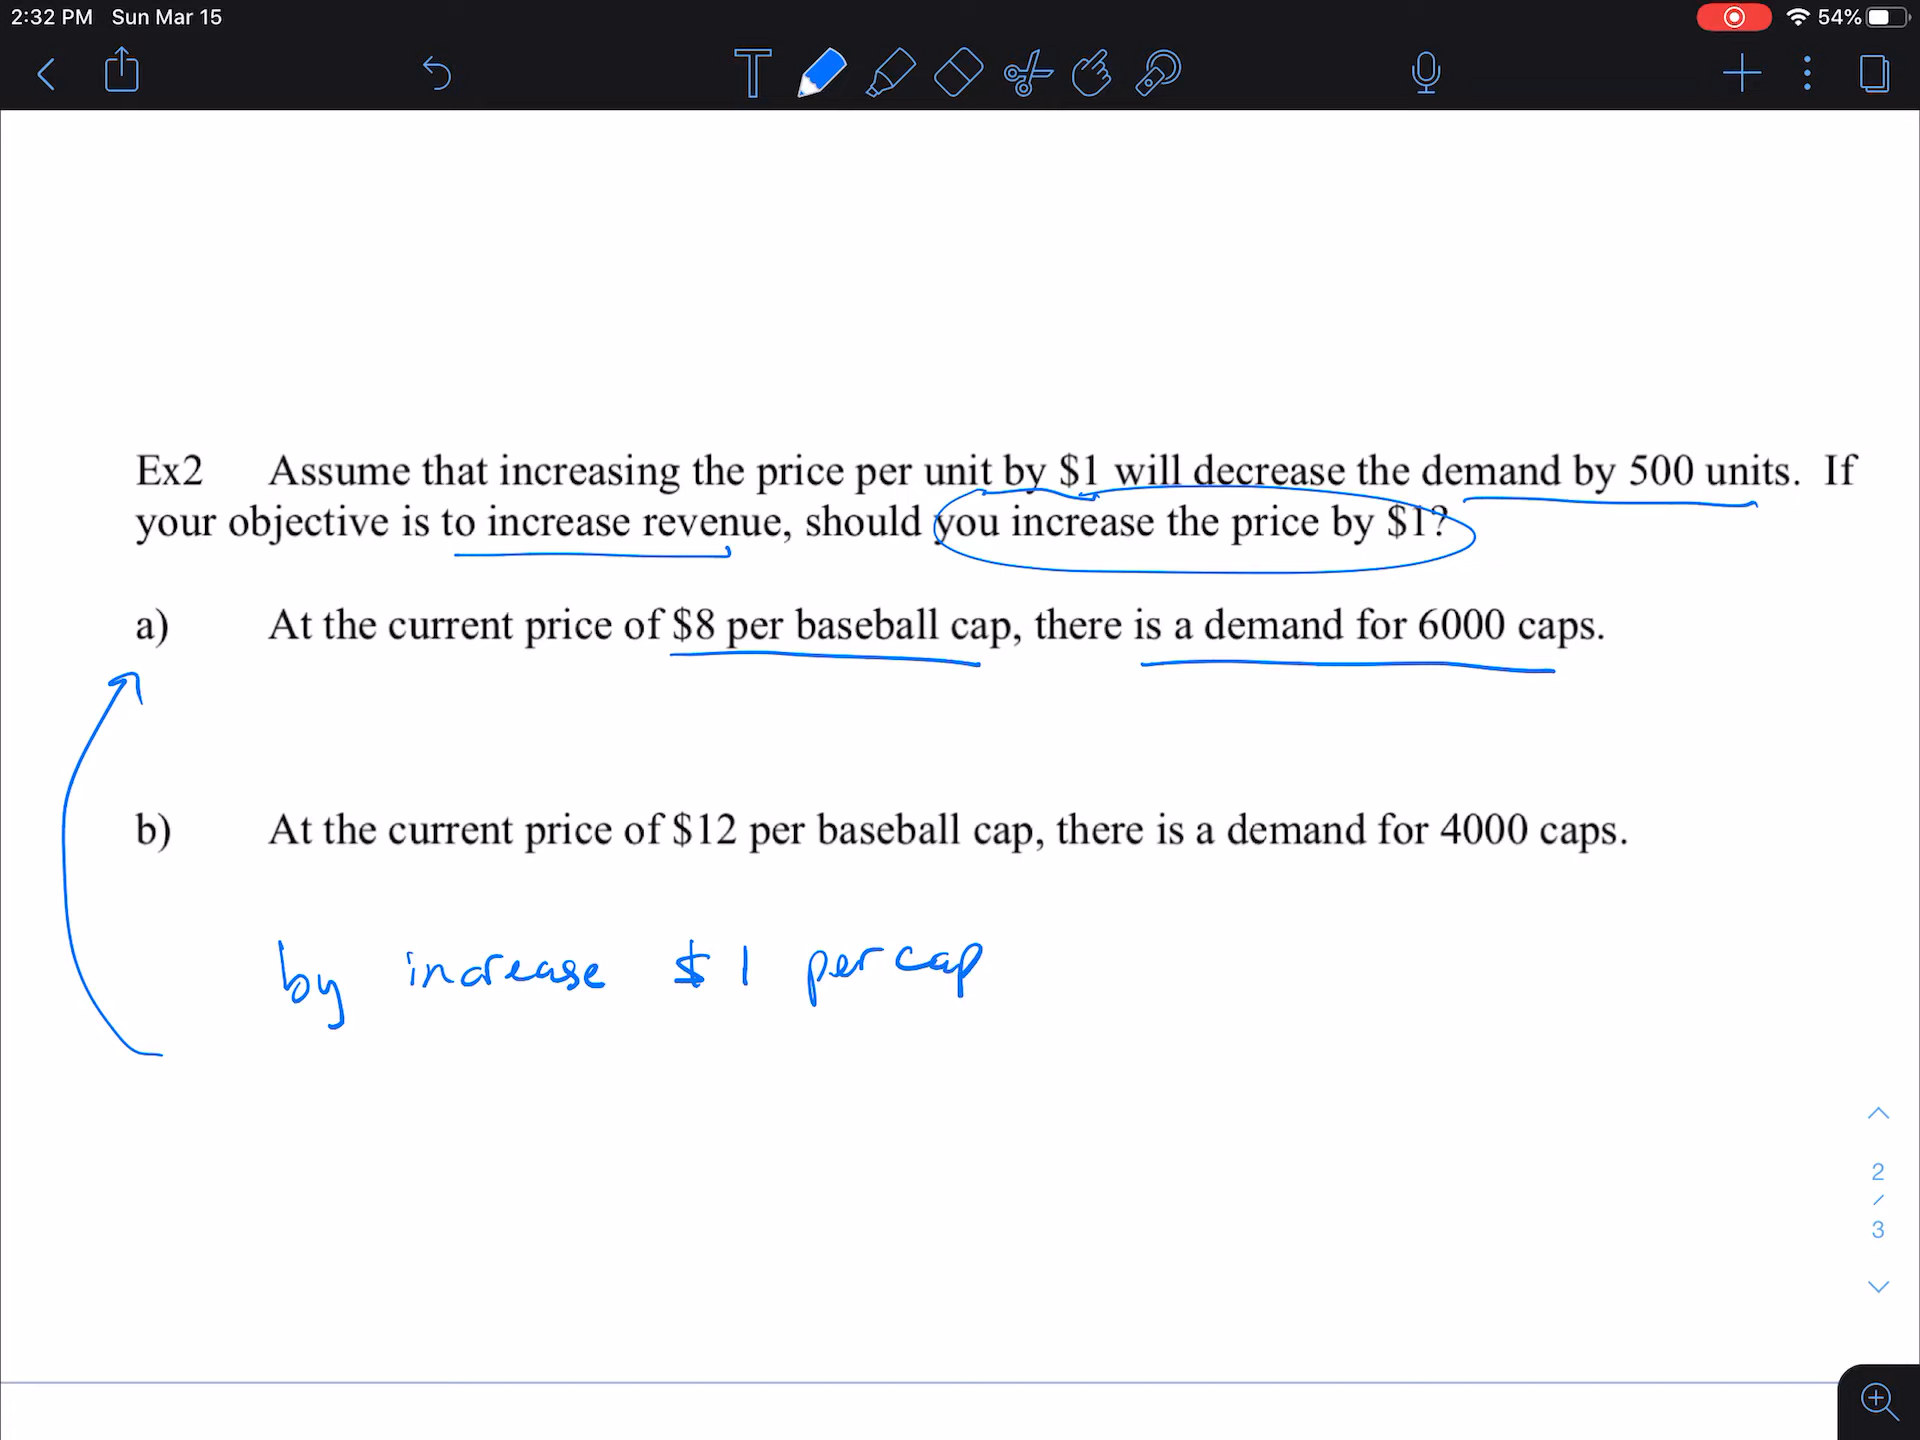 2:32 PM Sun Mar 15
54%
T
Ex2 Assume that increasing the price per unit by $1 will decrease the demand by 500 units. If
your objective is to increase revenue, should you increase the price by $1?
a) At the current price of $8 per baseball cap, there is a demand for 6000 caps.
b) At the current price of $12 per baseball cap, there is a demand for 4000 caps.
by increase $1 per cap
2
/
3